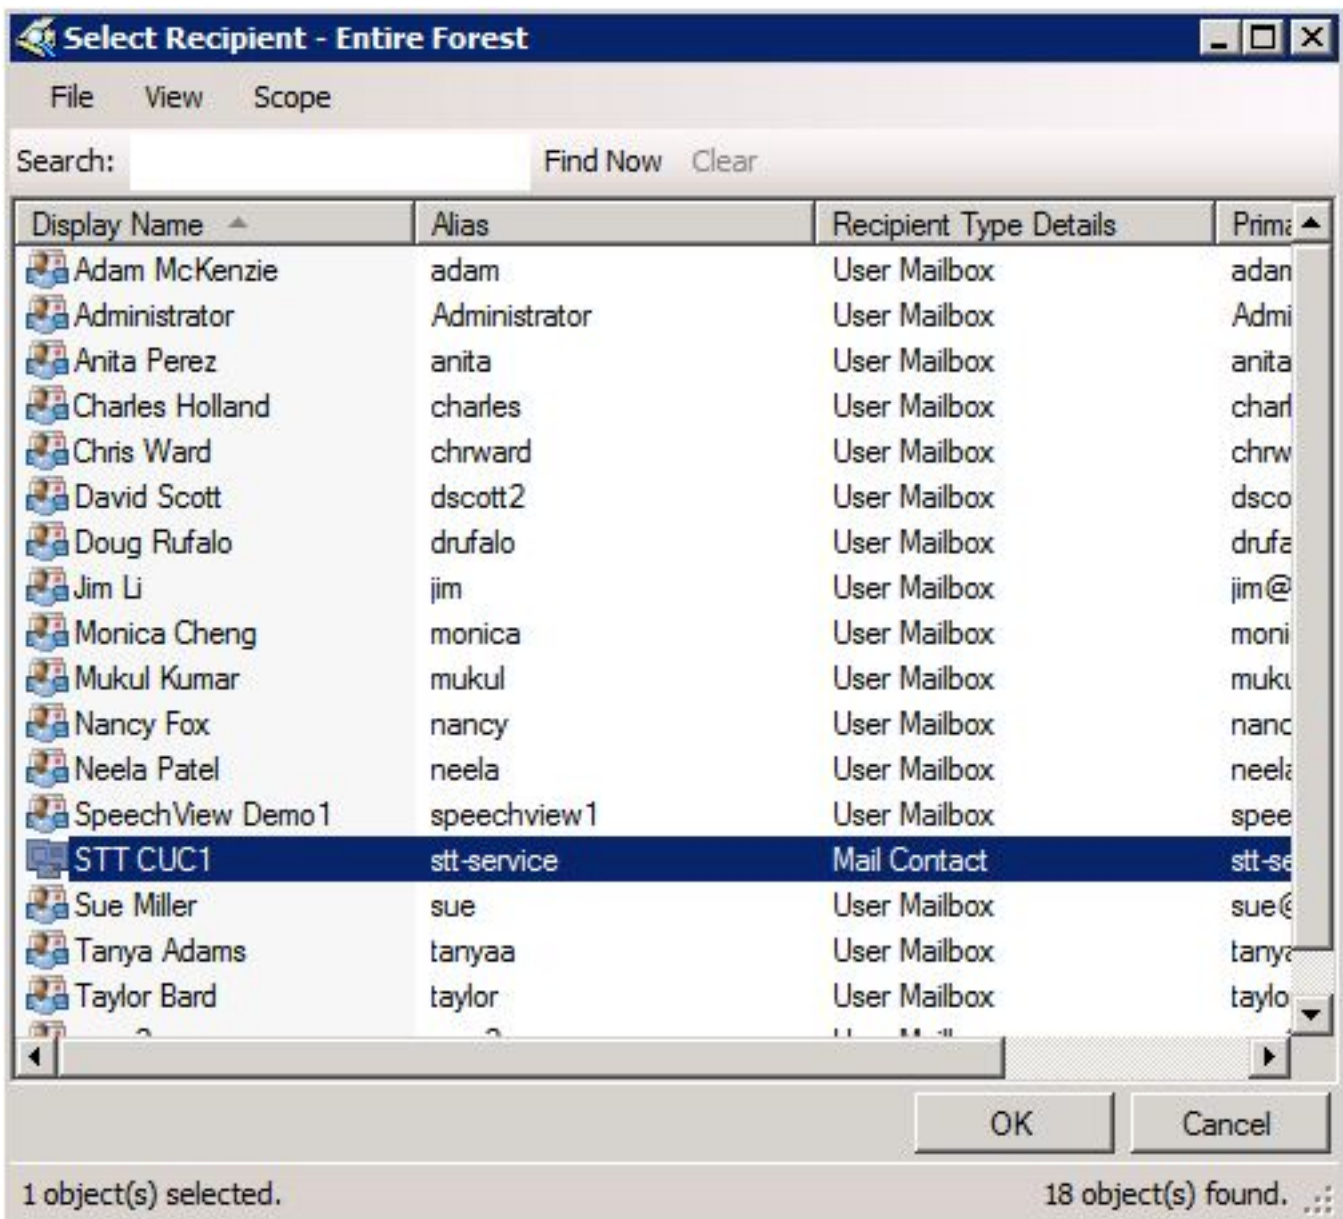 Select Recipient - Entire Forest
File View Scope
Search: Find Now Clear
Display Name Alias Recipient Type Details Prima
Adam McKenzie adam User Mailbox adam
Administrator Administrator User Mailbox Admi
Anita Perez anita User Mailbox anita
Charles Holland charles User Mailbox charl
Chris Ward chrward User Mailbox chrw
David Scott dscott2 User Mailbox dsco
Doug Rufalo drufalo User Mailbox drufa
Jim Li jim User Mailbox jim@
Monica Cheng monica User Mailbox moni
Mukul Kumar mukul User Mailbox muku
Nancy Fox nancy User Mailbox nanc
Neela Patel neela User Mailbox neela
SpeechView Demo1 speechview1 User Mailbox spee
STT CUC1 stt-service Mail Contact stt-se
Sue Miller sue User Mailbox sue@
Tanya Adams tanyaa User Mailbox tanya
Taylor Bard taylor User Mailbox taylo
OK Cancel
1 object(s) selected. 18 object(s) found.